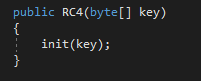 public RC4(byte[] key)
{
init(key);
}